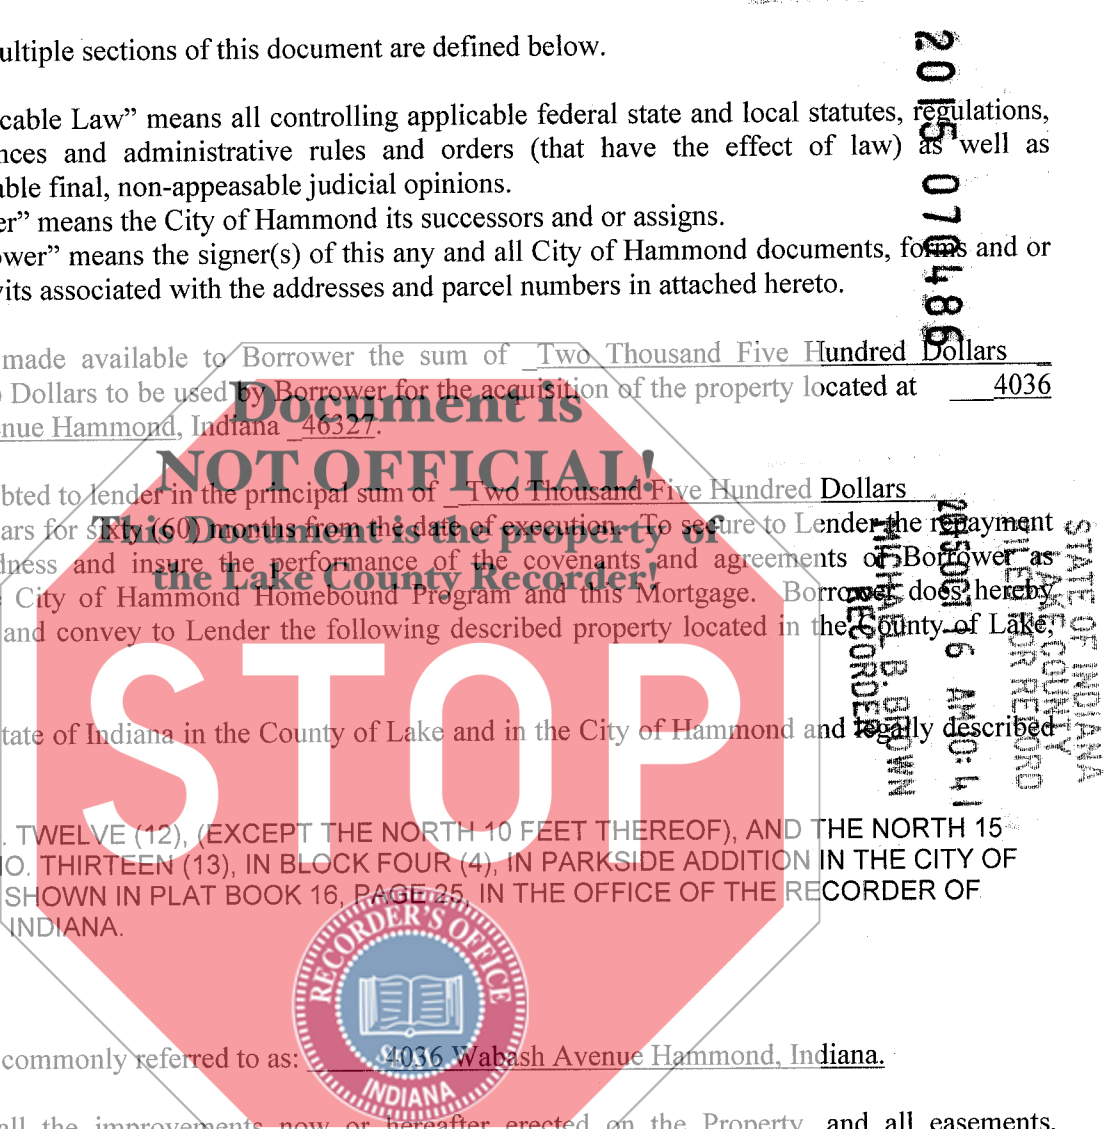 ultiple sections of this document are defined below.
cable Law” means all controlling applicable federal state and local statutes, regulations,
nces and administrative rules and orders (that have the effect of law) as well as
able final, non-appeasable judicial opinions.
er” means the City of Hammond its successors and or assigns.
ower” means the signer(s) of this any and all City of Hammond documents, forms and or
vits associated with the addresses and parcel numbers in attached hereto.
made available to Borrower the sum of Two Thousand Five Hundred Dollars
Dollars to be used by Borrower for the acquisition of the property located at 4036
nue Hammond, Indiana 46327.
bted to lender in the principal sum of Two Thousand Five Hundred Dollars
ars for sixty (60) months from the date of execution. To secure to Lender the repayment
dness and insure the performance of the covenants and agreements of Borrower as
City of Hammond Homebound Program and this Mortgage. Borrower does hereby
and convey to Lender the following described property located in the County of Lake,
tate of Indiana in the County of Lake and in the City of Hammond and legally described
. TWELVE (12), (EXCEPT THE NORTH 10 FEET THEREOF), AND THE NORTH 15
O. THIRTEEN (13), IN BLOCK FOUR (4), IN PARKSIDE ADDITION IN THE CITY OF
SHOWN IN PLAT BOOK 16, PAGE 25, IN THE OFFICE OF THE RECORDER OF
INDIANA.
commonly referred to as: 4036 Wabash Avenue Hammond, Indiana.
all the improvements now or hereafter erected on the Property, and all easements,
Document is
NOT OFFICIAL!
This Document is the property of
the Lake County Recorder!
STOP
RECORDER'S OFFICE
INDIANA
2015 070486
STATE OF INDIANA
LAKE COUNTY
FILED FOR RECORD
MICHAEL B. BROWN
RECORDER